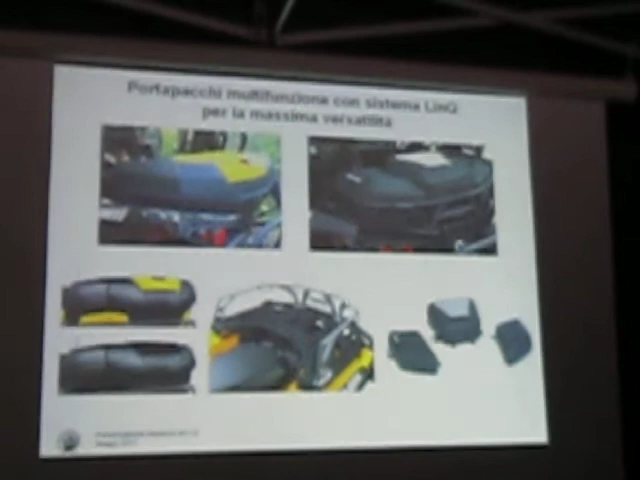 Portapacchi multifunzione con sistema LinQ
per la massima versatilità